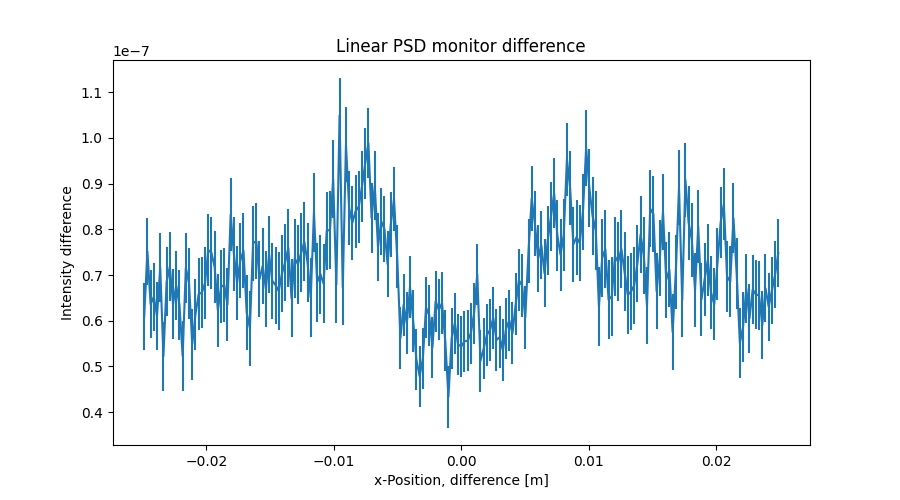 Linear PSD monitor difference
1e−7
1.1
1.0
0.9
0.8
0.7
0.6
0.5
0.4
Intensity difference
−0.02 −0.01 0.00 0.01 0.02
x-Position, difference [m]